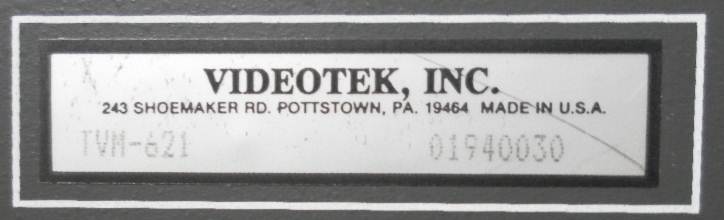 VIDEOTEK, INC.
243 SHOEMAKER RD. POTTSTOWN, PA. 19464 MADE IN U.S.A.
TVM-621 01940030